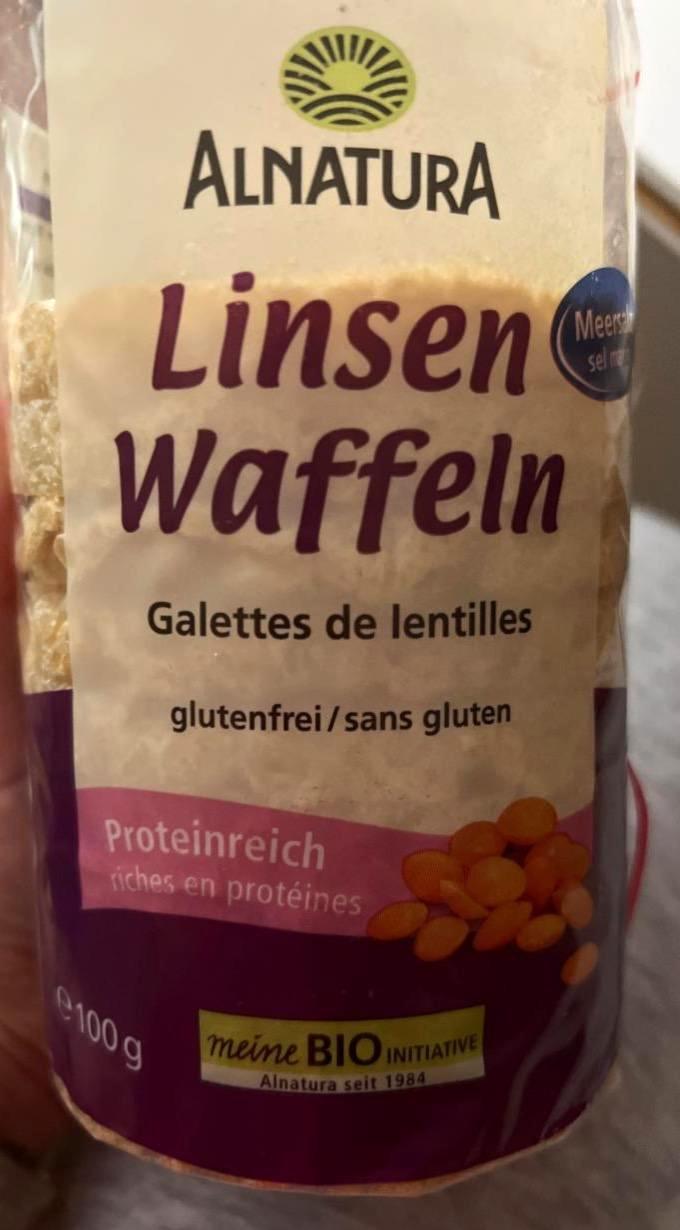 ALNATURA
Linsen
Waffeln
sel
Galettes de lentilles
glutenfrei/sans gluten
Proteinreich
riches en protéines
e 100 g
meine BIO INITIATIVE
Alnatura seit 1984